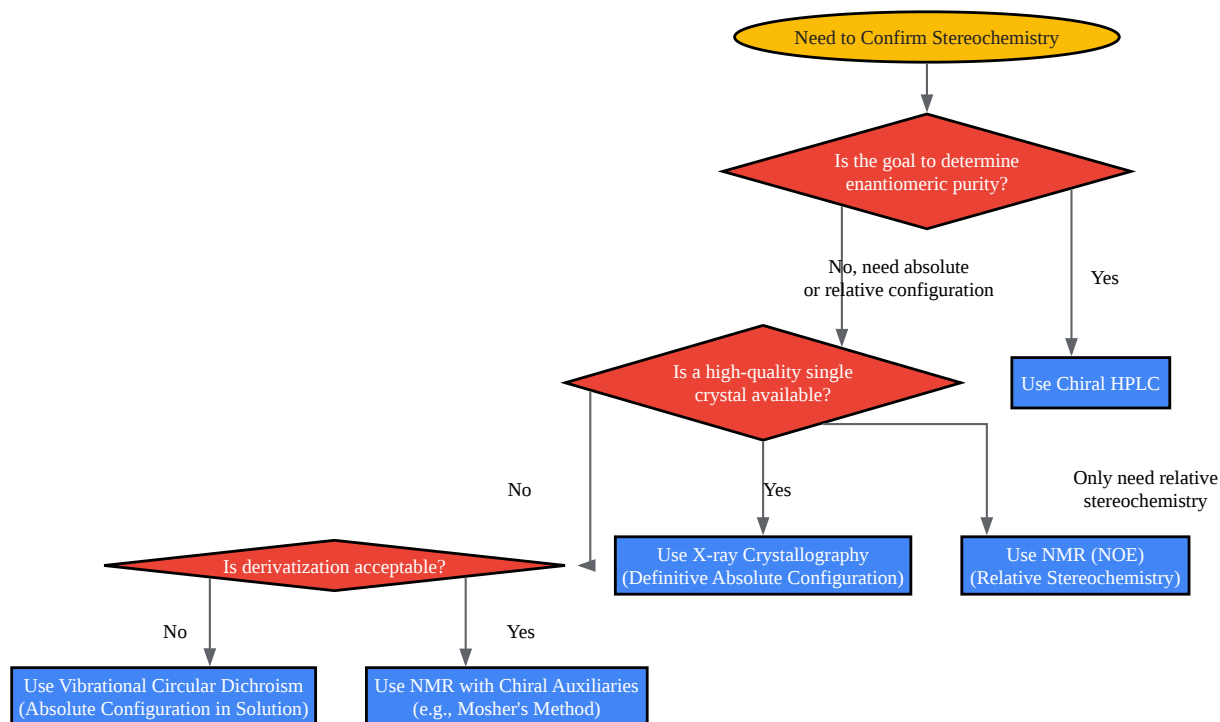 Need to Confirm Stereochemistry
Is the goal to determine
enantiomeric purity?
No, need absolute
or relative configuration
Yes
Is a high-quality single
crystal available?
Use Chiral HPLC
No
Yes
Only need relative
stereochemistry
Is derivatization acceptable?
Use X-ray Crystallography
(Definitive Absolute Configuration)
Use NMR (NOE)
(Relative Stereochemistry)
No
Yes
Use Vibrational Circular Dichroism
(Absolute Configuration in Solution)
Use NMR with Chiral Auxiliaries
(e.g., Mosher's Method)